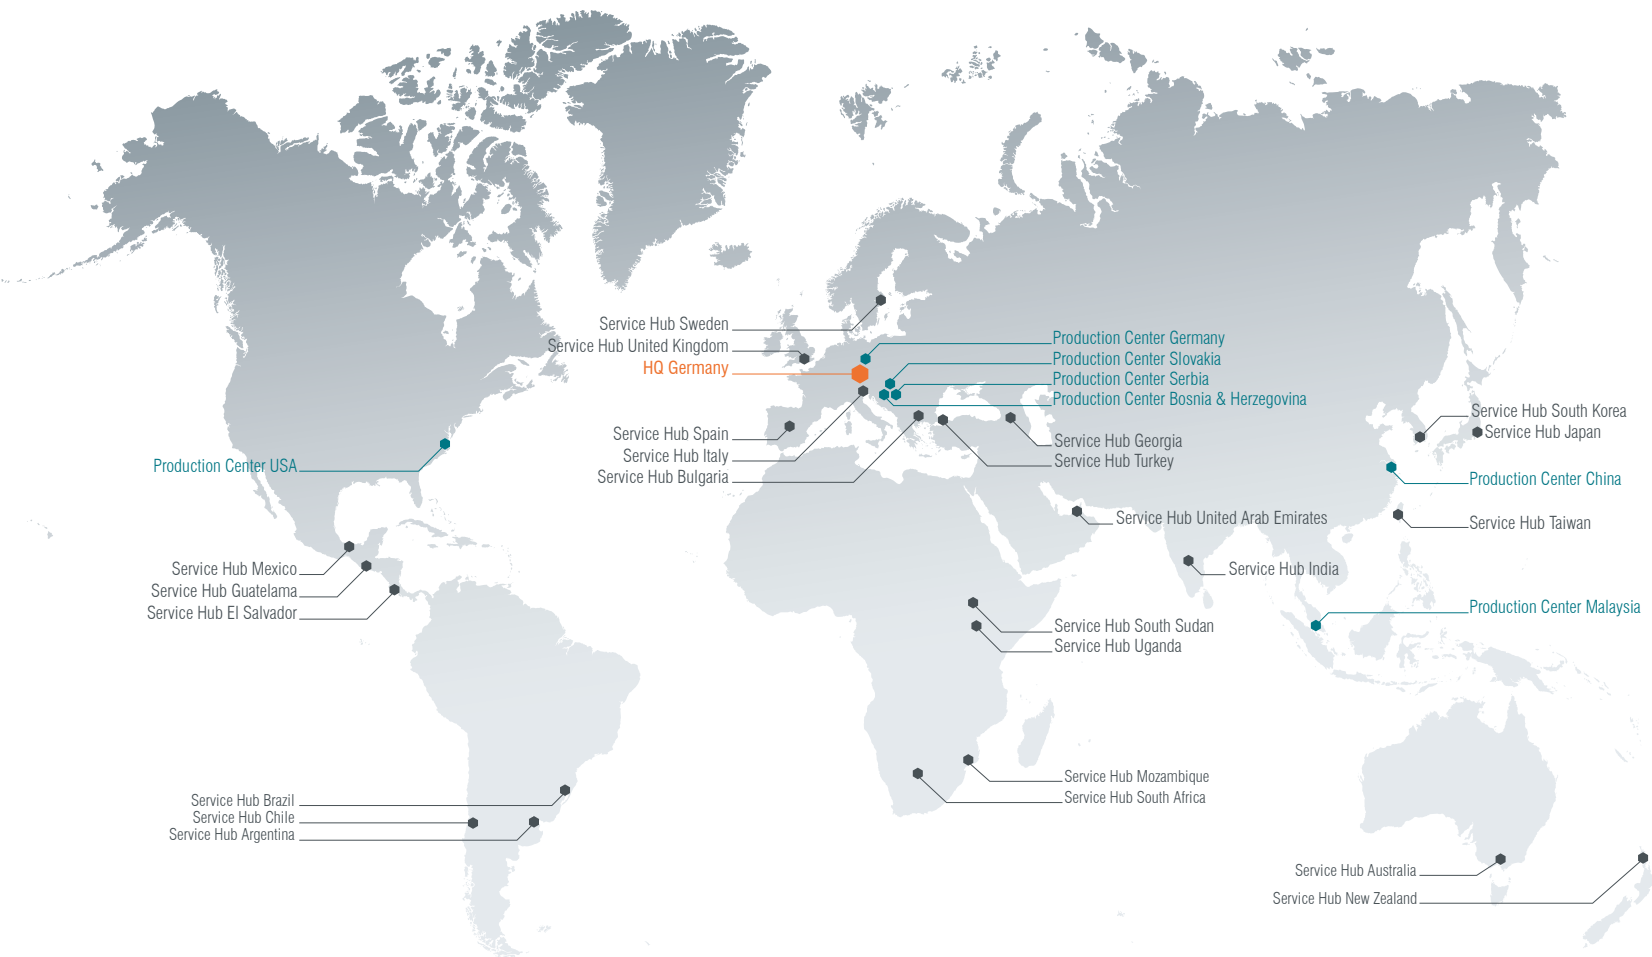 Service Hub Sweden
Service Hub United Kingdom
HQ Germany
Production Center Germany
Production Center Slovakia
Production Center Serbia
Production Center Bosnia & Herzegovina
Service Hub Spain
Service Hub Italy
Service Hub Bulgaria
Service Hub Georgia
Service Hub Turkey
Service Hub South Korea
Service Hub Japan
Production Center USA
Production Center China
Service Hub United Arab Emirates
Service Hub Taiwan
Service Hub Mexico
Service Hub Guatelama
Service Hub El Salvador
Service Hub India
Production Center Malaysia
Service Hub South Sudan
Service Hub Uganda
Service Hub Mozambique
Service Hub South Africa
Service Hub Brazil
Service Hub Chile
Service Hub Argentina
Service Hub Australia
Service Hub New Zealand